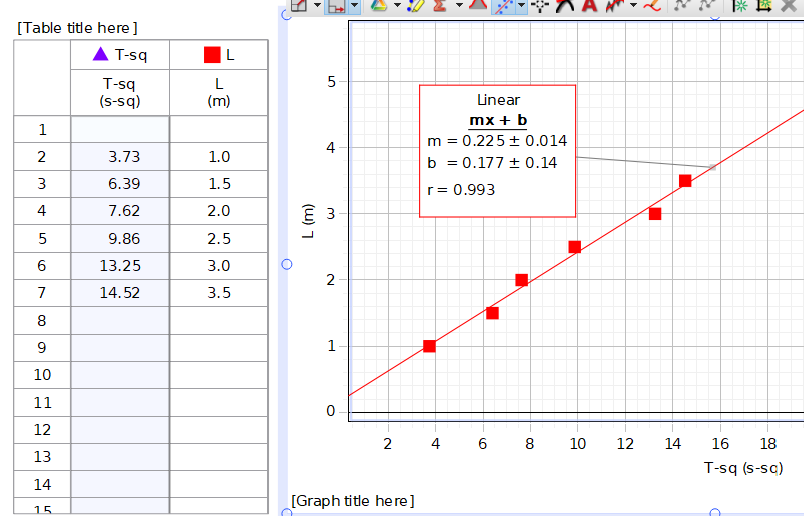 [Table title here]
T-sq L
T-sq L
(s-sq) (m)
1
2 3.73 1.0
3 6.39 1.5
4 7.62 2.0
5 9.86 2.5
6 13.25 3.0
7 14.52 3.5
8
9
10
11
12
13
14
15
Σ A
Linear
mx + b
m = 0.225 ± 0.014
b = 0.177 ± 0.14
r = 0.993
L (m)
5
4
3
2
1
0
2 4 6 8 10 12 14 16 18
T-sq (s-sq)
[Graph title here]